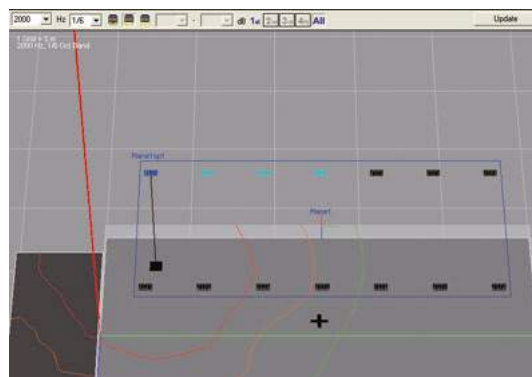 2000 Hz 1/6 - dl 1st 2nd 3rd 4th All Update
1 Grid = 5 m
2000 Hz, 1/6 Oct Band
Planet